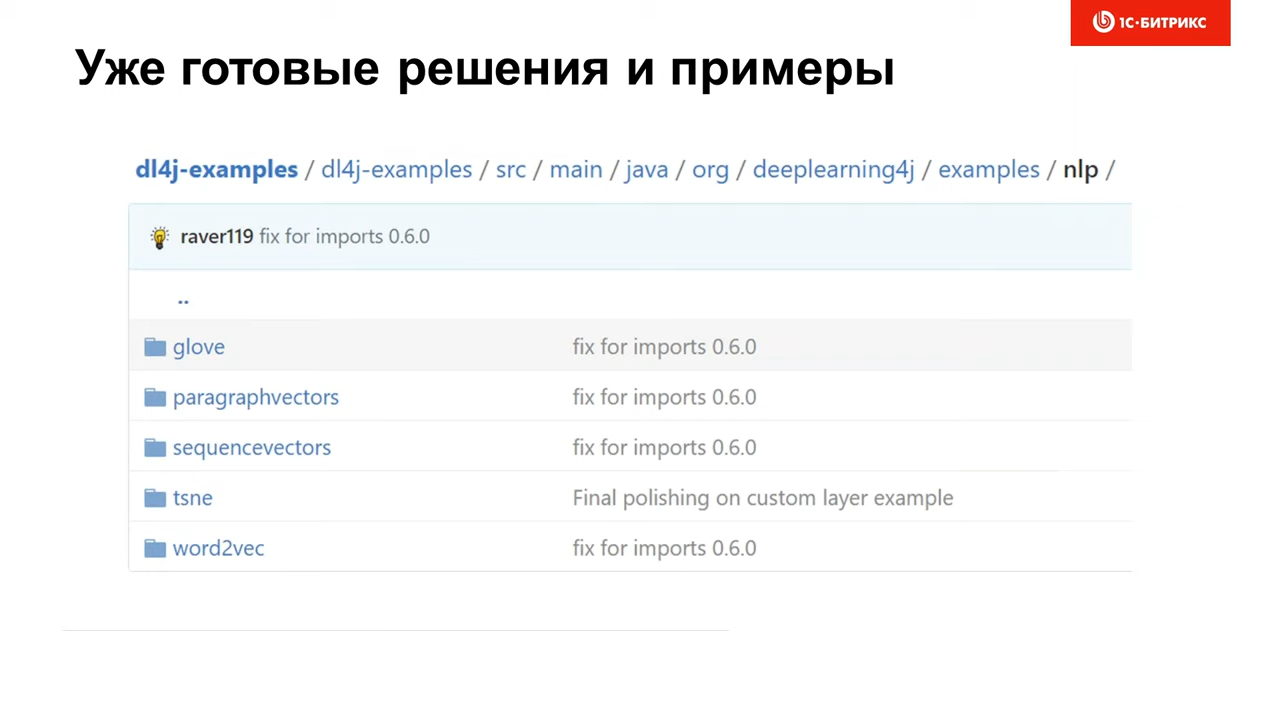 1С·БИТРИКС
Уже готовые решения и примеры
dl4j-examples / dl4j-examples / src / main / java / org / deeplearning4j / examples / nlp /
raver119 fix for imports 0.6.0
..
glove fix for imports 0.6.0
paragraphvectors fix for imports 0.6.0
sequencevectors fix for imports 0.6.0
tsne Final polishing on custom layer example
word2vec fix for imports 0.6.0